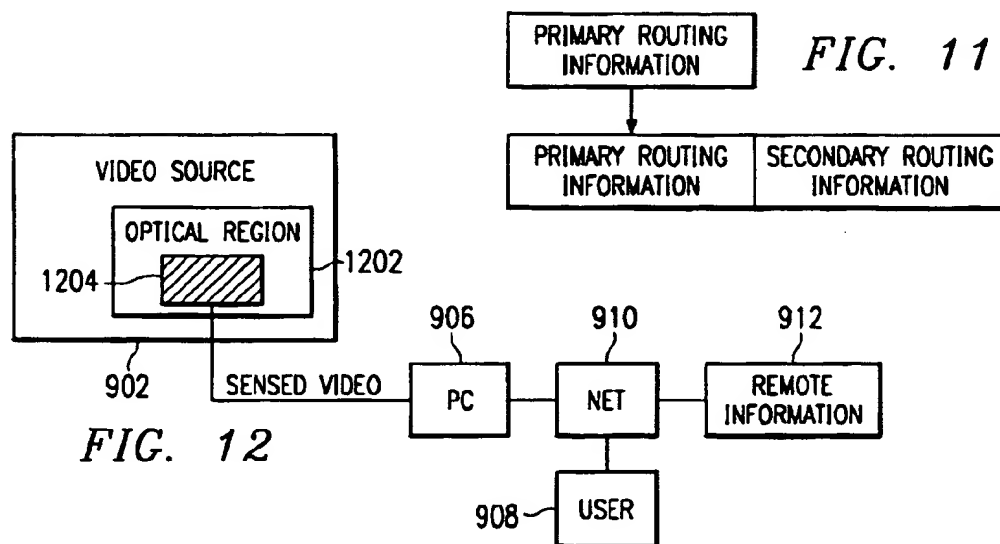 PRIMARY ROUTING
INFORMATION
FIG. 11
PRIMARY ROUTING
INFORMATION
SECONDARY ROUTING
INFORMATION
VIDEO SOURCE
OPTICAL REGION
1204
1202
902
SENSED VIDEO
906
PC
910
NET
912
REMOTE
INFORMATION
908
USER
FIG. 12